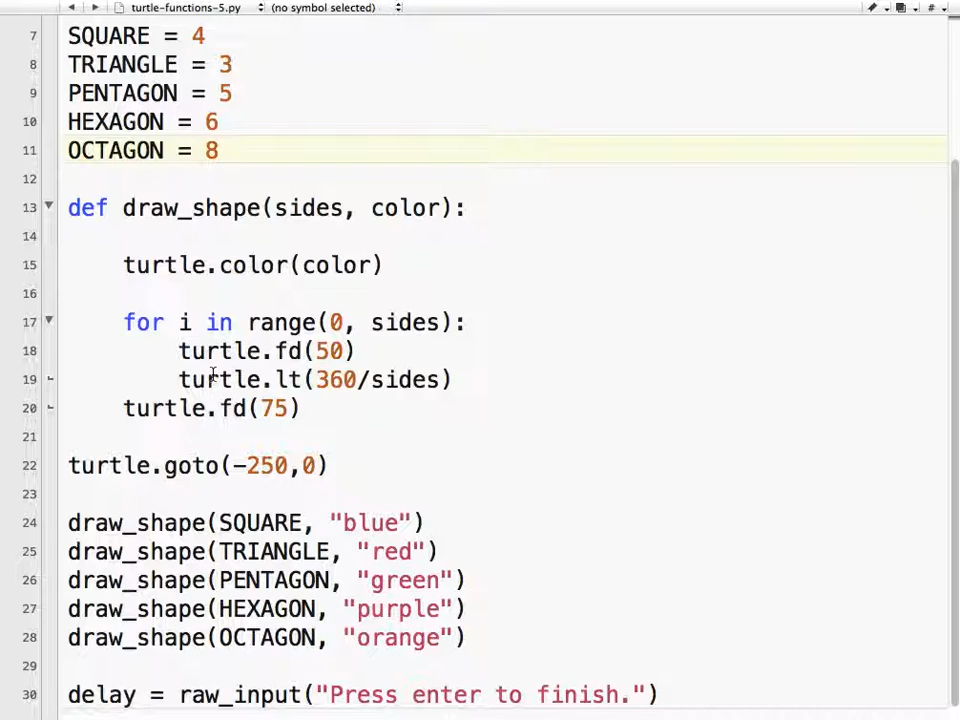 turtle-functions-5.py (no symbol selected) #
7 SQUARE = 4
8 TRIANGLE = 3
9 PENTAGON = 5
10 HEXAGON = 6
11 OCTAGON = 8
12
13 def draw_shape(sides, color):
14
15 turtle.color(color)
16
17 for i in range(0, sides):
18 turtle.fd(50)
19 turtle.lt(360/sides)
20 turtle.fd(75)
21
22 turtle.goto(-250,0)
23
24 draw_shape(SQUARE, "blue")
25 draw_shape(TRIANGLE, "red")
26 draw_shape(PENTAGON, "green")
27 draw_shape(HEXAGON, "purple")
28 draw_shape(OCTAGON, "orange")
29
30 delay = raw_input("Press enter to finish.")